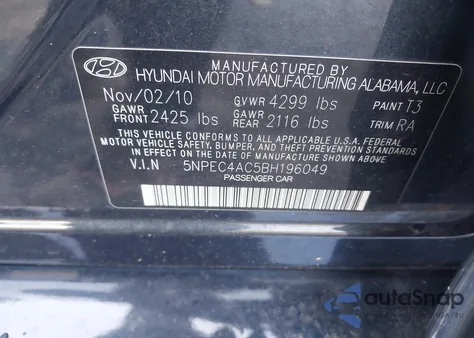 MANUFACTURED BY
HYUNDAI MOTOR MANUFACTURING ALABAMA, LLC
Nov/02/10 GVWR 4299 lbs PAINT T3
GAWR FRONT 2425 lbs GAWR REAR 2116 lbs TRIM RA
THIS VEHICLE CONFORMS TO ALL APPLICABLE U.S.A FEDERAL
MOTOR VEHICLE SAFETY, BUMPER, AND THEFT PREVENTION
STANDARDS IN EFFECT ON THE DATE OF MANUFACTURE SHOWN ABOVE.
V.I.N 5NPEC4AC5BH196049
PASSENGER CAR
autoSnap